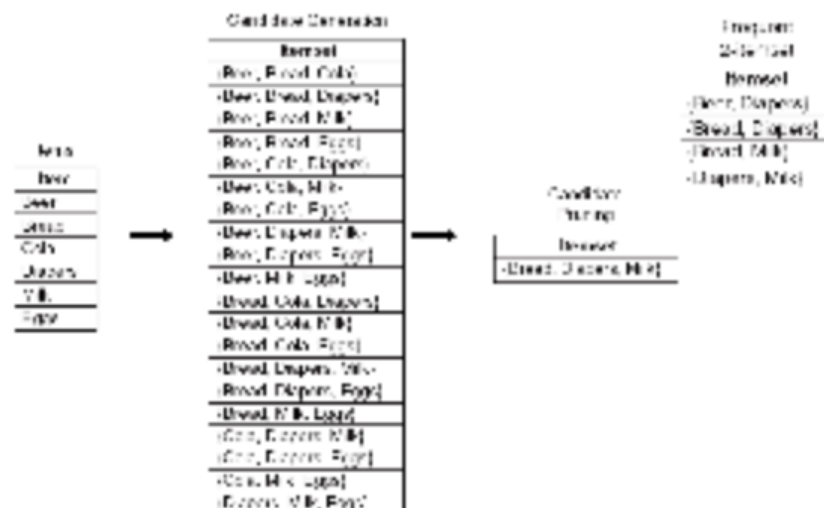 Items
Item
Beer
Bread
Cola
Diapers
Milk
Eggs
Candidate Generation
Itemset
{Beer, Bread, Cola}
{Beer, Bread, Diapers}
{Beer, Bread, Milk}
{Beer, Bread, Eggs}
{Beer, Cola, Diapers}
{Beer, Cola, Milk}
{Beer, Cola, Eggs}
{Beer, Diapers, Milk}
{Beer, Diapers, Eggs}
{Beer, Milk, Eggs}
{Bread, Cola, Diapers}
{Bread, Cola, Milk}
{Bread, Cola, Eggs}
{Bread, Diapers, Milk}
{Bread, Diapers, Eggs}
{Bread, Milk, Eggs}
{Cola, Diapers, Milk}
{Cola, Diapers, Eggs}
{Cola, Milk, Eggs}
{Diapers, Milk, Eggs}
Candidate
Pruning
Itemset
{Bread, Diapers, Milk}
Frequent
2-itemset
Itemset
{Beer, Diapers}
{Bread, Diapers}
{Bread, Milk}
{Diapers, Milk}